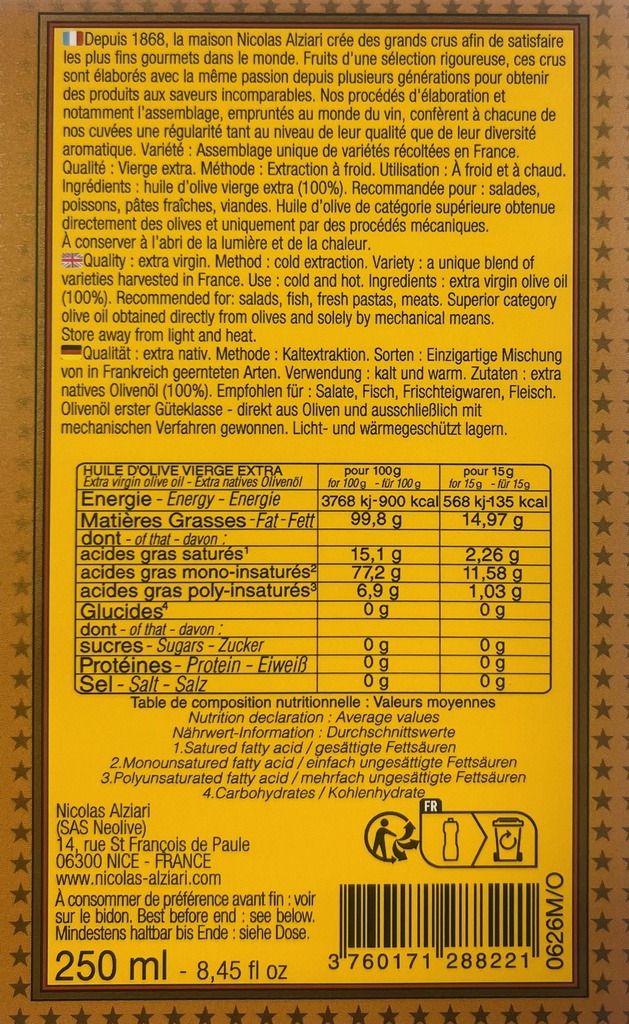 Depuis 1868, la maison Nicolas Alziari crée des grands crus afin de satisfaire
les plus fins gourmets dans le monde. Fruits d'une sélection rigoureuse, ces crus
sont élaborés avec la même passion depuis plusieurs générations pour obtenir
des produits aux saveurs incomparables. Nos procédés d'élaboration et
notamment l'assemblage, empruntés au monde du vin, confèrent à chacune de
nos cuvées une régularité tant au niveau de leur qualité que de leur diversité
aromatique. Variété : Assemblage unique de variétés récoltées en France.
Qualité : Vierge extra. Méthode : Extraction à froid. Utilisation : À froid et à chaud.
Ingrédients : huile d'olive vierge extra (100%). Recommandée pour : salades,
poissons, pâtes fraîches, viandes. Huile d'olive de catégorie supérieure obtenue
directement des olives et uniquement par des procédés mécaniques.
À conserver à l'abri de la lumière et de la chaleur.
Quality : extra virgin. Method : cold extraction. Variety : a unique blend of
varieties harvested in France. Use : cold and hot. Ingredients : extra virgin olive oil
(100%). Recommended for: salads, fish, fresh pastas, meats. Superior category
olive oil obtained directly from olives and solely by mechanical means.
Store away from light and heat.
Qualität : extra nativ. Methode : Kaltextraktion. Sorten : Einzigartige Mischung
von in Frankreich geernteten Arten. Verwendung : kalt und warm. Zutaten : extra
natives Olivenöl (100%). Empfohlen für : Salate, Fisch, Frischteigwaren, Fleisch.
Olivenöl erster Güteklasse - direkt aus Oliven und ausschließlich mit
mechanischen Verfahren gewonnen. Licht- und wärmegeschützt lagern.
HUILE D'OLIVE VIERGE EXTRA pour 100g pour 15g
Extra virgin olive oil - Extra natives Olivenöl for 100g - für 100g for 15g - für 15g
Energie - Energy - Energie 3768 kj-900 kcal 568 kj-135 kcal
Matières Grasses - Fat - Fett 99,8 g 14,97 g
dont - of that - davon :
acides gras saturés¹ 15,1 g 2,26 g
acides gras mono-insaturés² 77,2 g 11,58 g
acides gras poly-insaturés³ 6,9 g 1,03 g
Glucides⁴ 0 g 0 g
dont - of that - davon :
sucres - Sugars - Zucker 0 g 0 g
Protéines - Protein - Eiweiß 0 g 0 g
Sel - Salt - Salz 0 g 0 g
Table de composition nutritionnelle : Valeurs moyennes
Nutrition declaration : Average values
Nährwert-Information : Durchschnittswerte
1.Satured fatty acid / gesättigte Fettsäuren
2.Monounsatured fatty acid / einfach ungesättigte Fettsäuren
3.Polyunsaturated fatty acid / mehrfach ungesättigte Fettsäuren
4.Carbohydrates / Kohlenhydrate
FR
Nicolas Alziari
(SAS Neolive)
14, rue St François de Paule
06300 NICE - FRANCE
www.nicolas-alziari.com
À consommer de préférence avant fin : voir
sur le bidon. Best before end : see below.
Mindestens haltbar bis Ende : siehe Dose.
250 ml - 8,45 fl oz
3 760171 288221
0626M/O